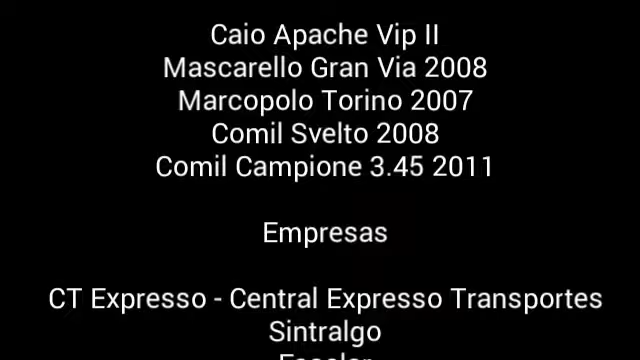 Caio Apache Vip II
Mascarello Gran Via 2008
Marcopolo Torino 2007
Comil Svelto 2008
Comil Campione 3.45 2011
Empresas
CT Expresso - Central Expresso Transportes
Sintralgo